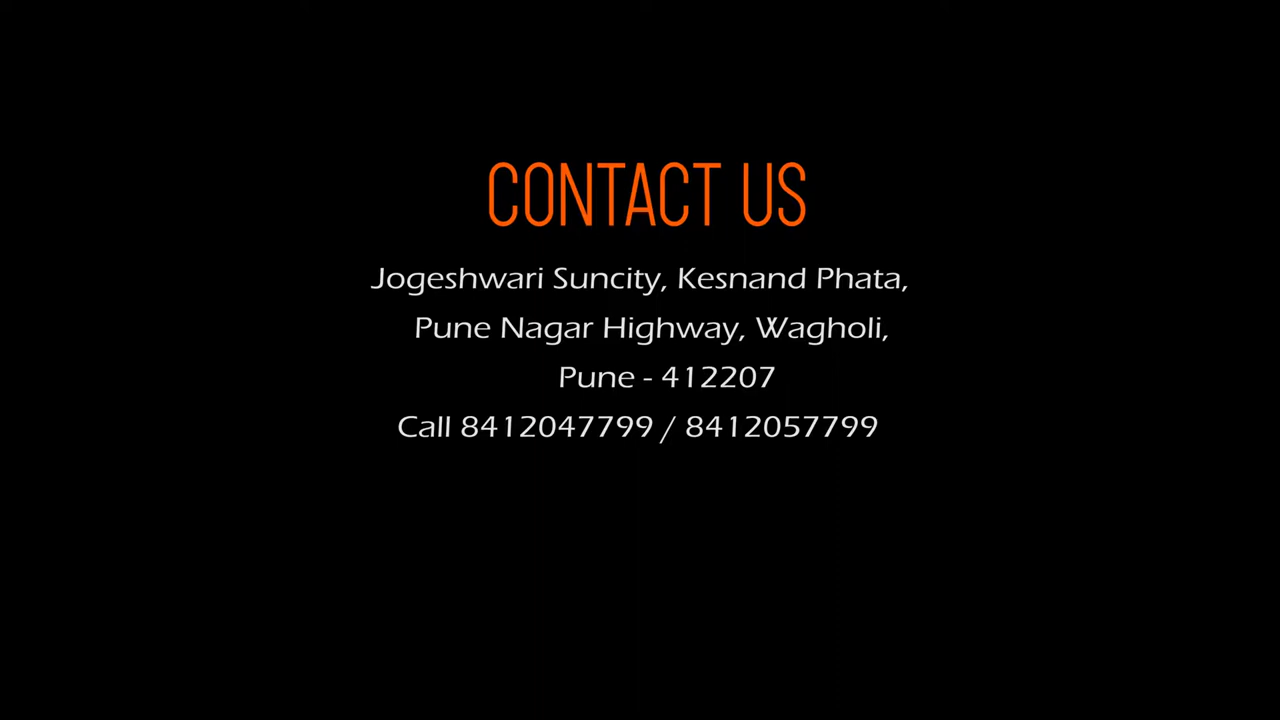 CONTACT US
Jogeshwari Suncity, Kesnand Phata,
Pune Nagar Highway, Wagholi,
Pune - 412207
Call 8412047799 / 8412057799